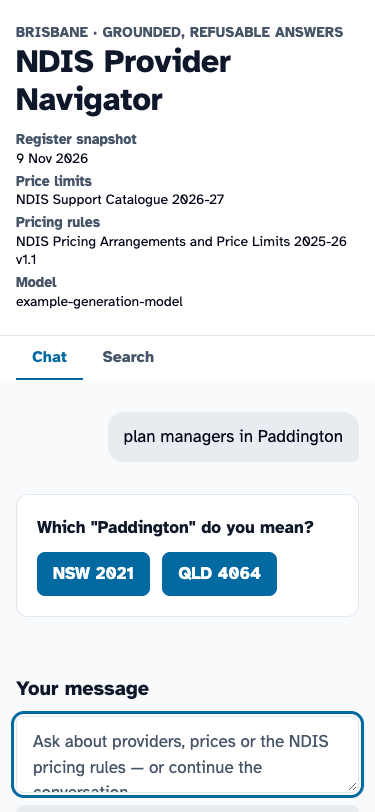 BRISBANE · GROUNDED, REFUSABLE ANSWERS
NDIS Provider
Navigator
Register snapshot
9 Nov 2026
Price limits
NDIS Support Catalogue 2026-27
Pricing rules
NDIS Pricing Arrangements and Price Limits 2025-26
v1.1
Model
example-generation-model
Chat Search
plan managers in Paddington
Which "Paddington" do you mean?
NSW 2021 QLD 4064
Your message
Ask about providers, prices or the NDIS
pricing rules — or continue the
conversation